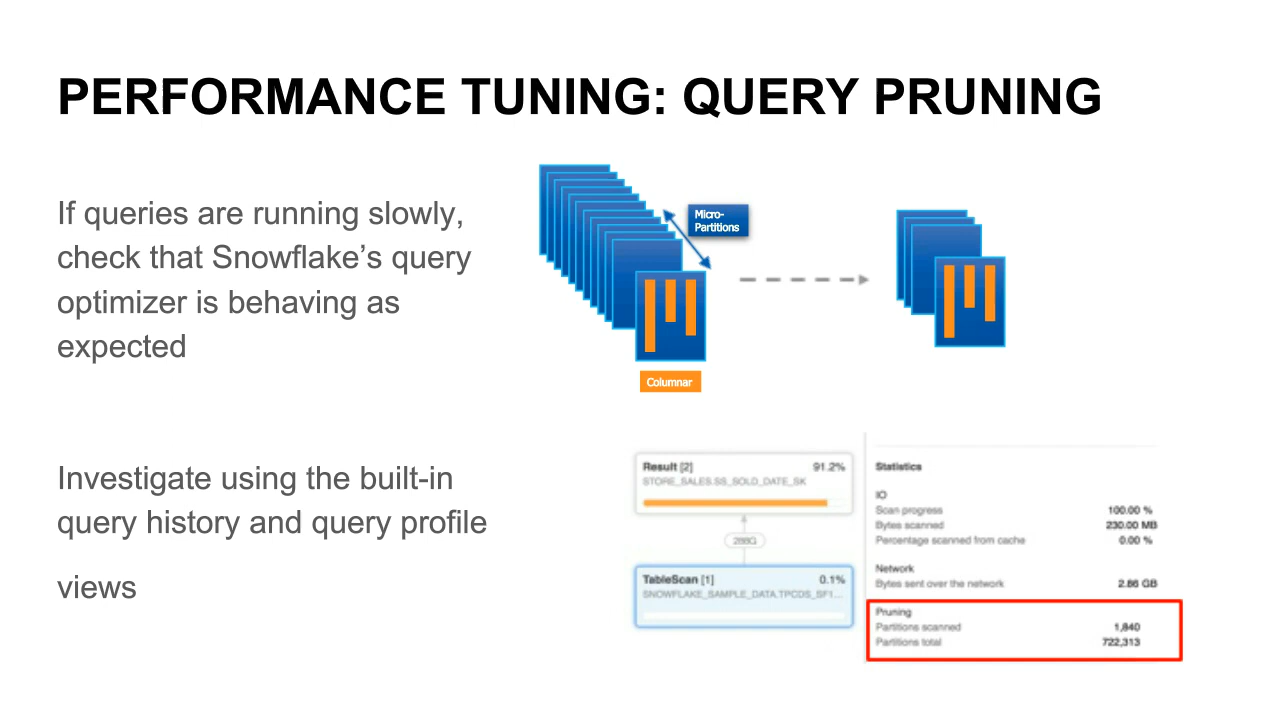 PERFORMANCE TUNING: QUERY PRUNING
If queries are running slowly,
check that Snowflake’s query
optimizer is behaving as
expected
Micro-
Partitions
Columnar
Investigate using the built-in
query history and query profile
views
Result [2] 91.2%
STORE_SALES.SS_SOLD_DATE_SK
288G
TableScan [1] 0.1%
SNOWFLAKE_SAMPLE_DATA.TPCDS_SF1...
Statistics
IO
Scan progress 100.00 %
Bytes scanned 230.00 MB
Percentage scanned from cache 0.00 %
Network
Bytes sent over the network 2.86 GB
Pruning
Partitions scanned 1,840
Partitions total 722,313